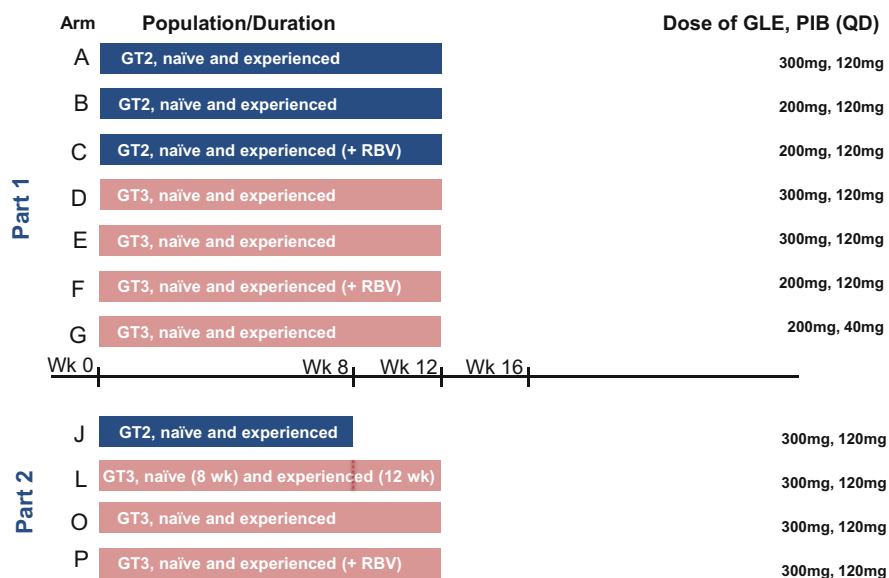 Arm Population/Duration Dose of GLE, PIB (QD)
Part 1
A GT2, naïve and experienced 300mg, 120mg
B GT2, naïve and experienced 200mg, 120mg
C GT2, naïve and experienced (+ RBV) 200mg, 120mg
D GT3, naïve and experienced 300mg, 120mg
E GT3, naïve and experienced 300mg, 120mg
F GT3, naïve and experienced (+ RBV) 200mg, 120mg
G GT3, naïve and experienced 200mg, 40mg
Wk 0 Wk 8 Wk 12 Wk 16
Part 2
J GT2, naïve and experienced 300mg, 120mg
L GT3, naïve (8 wk) and experienced (12 wk) 300mg, 120mg
O GT3, naïve and experienced 300mg, 120mg
P GT3, naïve and experienced (+ RBV) 300mg, 120mg